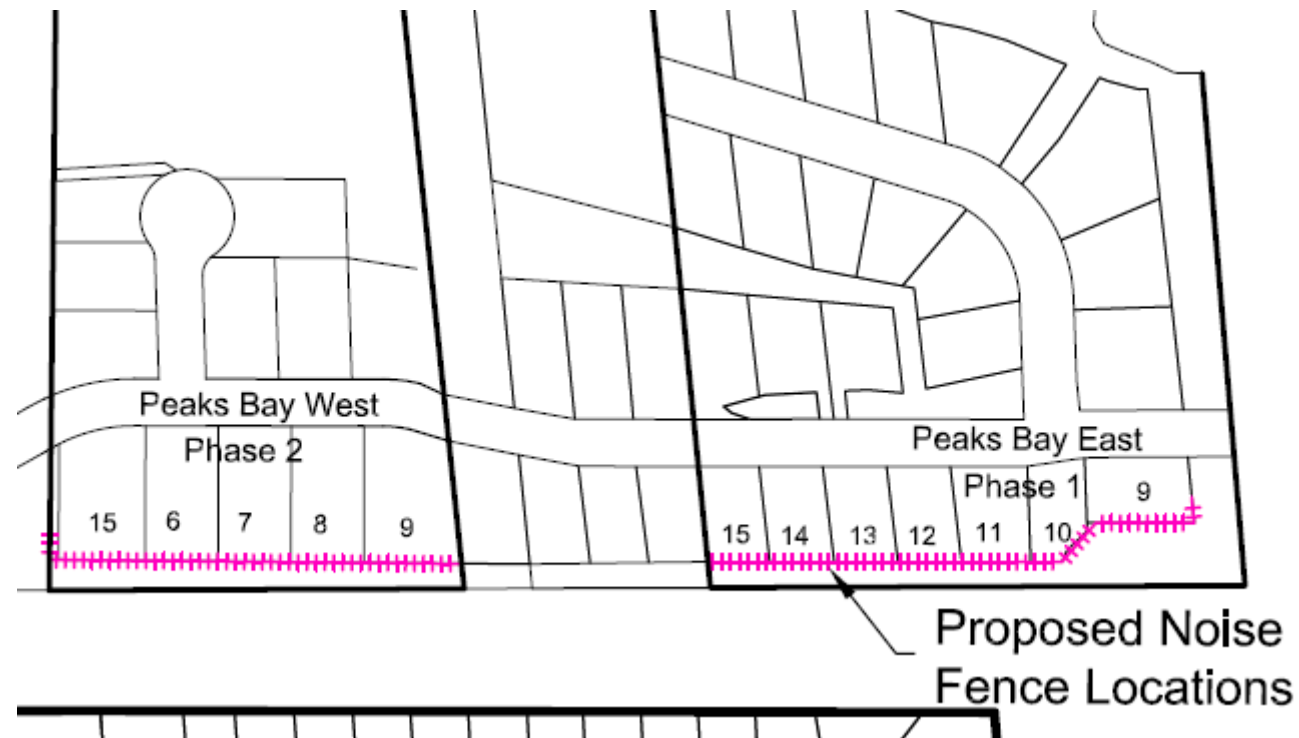 Peaks Bay West
Phase 2
15 6 7 8 9
Peaks Bay East
Phase 1
9
15 14 13 12 11 10
Proposed Noise
Fence Locations